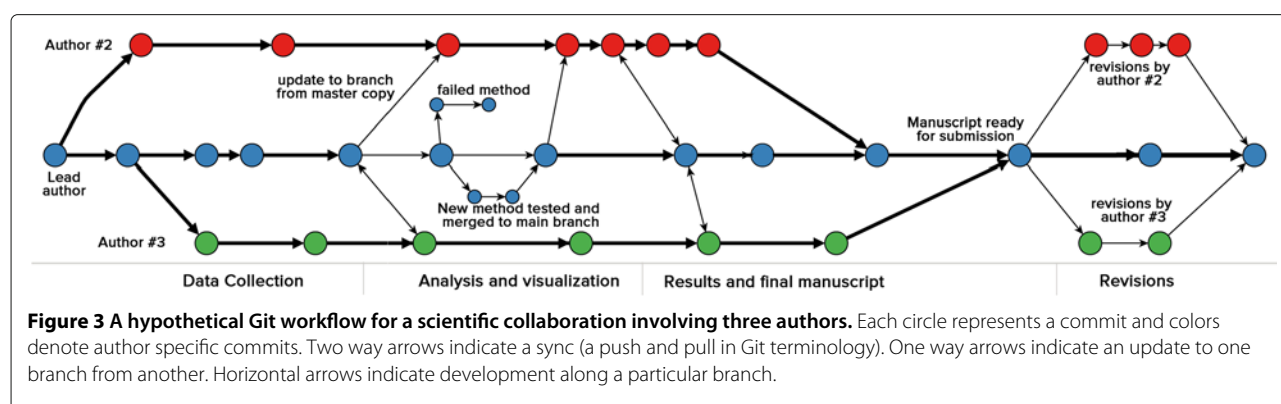 Author #2
update to branch
from master copy
failed method
revisions by
author #2
Manuscript ready
for submission
Lead
author
New method tested and
merged to main branch
revisions by
author #3
Author #3
Data Collection
Analysis and visualization
Results and final manuscript
Revisions
Figure 3 A hypothetical Git workflow for a scientific collaboration involving three authors. Each circle represents a commit and colors
denote author specific commits. Two way arrows indicate a sync (a push and pull in Git terminology). One way arrows indicate an update to one
branch from another. Horizontal arrows indicate development along a particular branch.